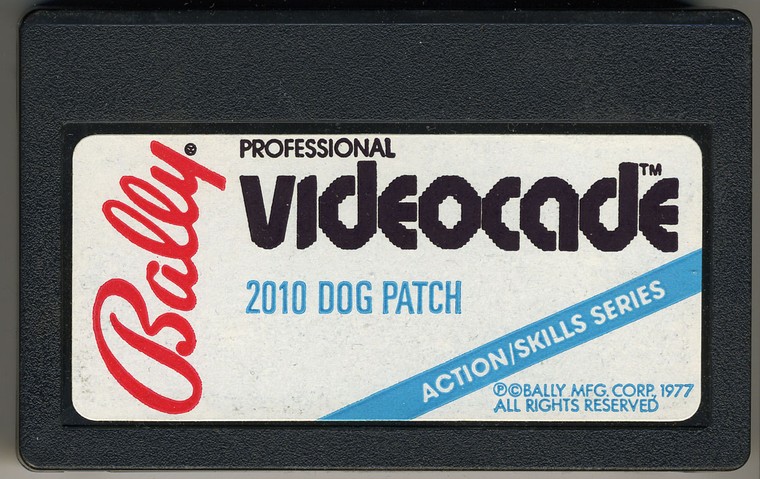 Bally®
PROFESSIONAL
VIDEOCADE™
2010 DOG PATCH
ACTION/SKILLS SERIES
℗©BALLY MFG. CORP, 1977
ALL RIGHTS RESERVED